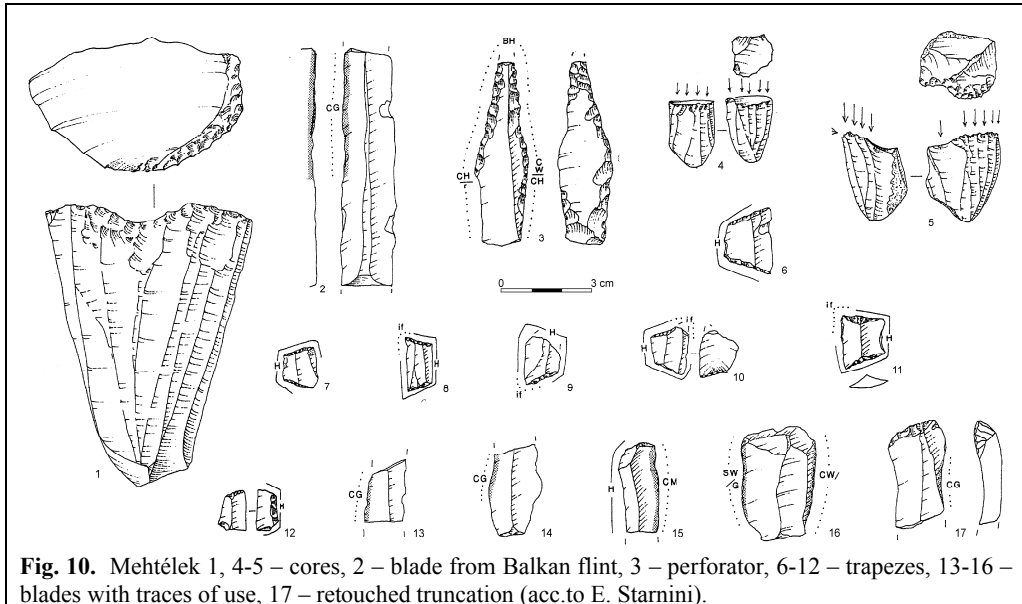 BH
CG
CH
r
C
W
CH
2
3
4
5
H
6
0 3 cm
1
H
7
if
H
8
H
if
9
if
H
10
if
H
11
H
12
CG
13
CG
14
H
CM
15
SW
/G
CW/
16
CG
17
Fig. 10. Mehtélek 1, 4-5 – cores, 2 – blade from Balkan flint, 3 – perforator, 6-12 – trapezes, 13-16 –
blades with traces of use, 17 – retouched truncation (acc.to E. Starnini).